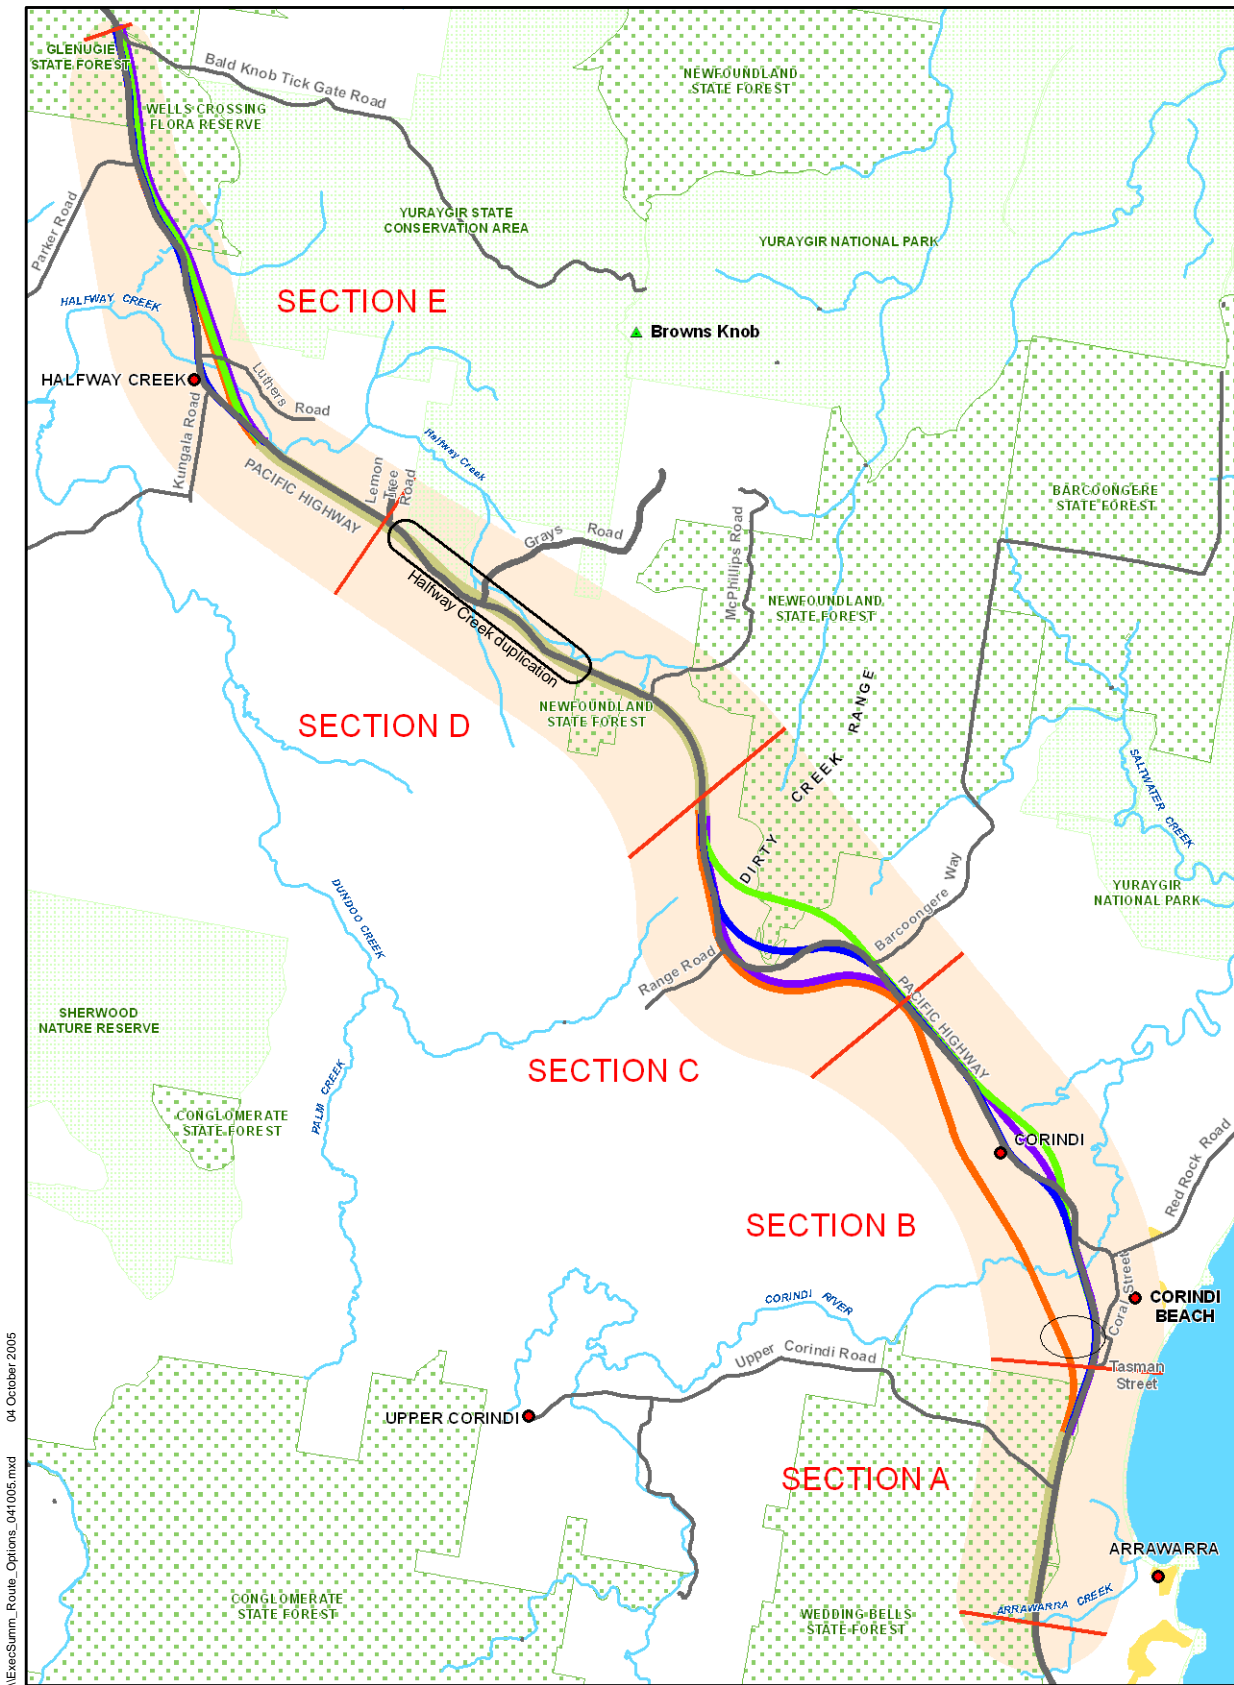 GLENUGIE
STATE FOREST
Bald Knob Tick Gate Road
NEWFOUNDLAND
STATE FOREST
WELLS CROSSING
FLORA RESERVE
Parker Road
YURAYGIR STATE
CONSERVATION AREA
YURAYGIR NATIONAL PARK
SECTION E
HALFWAY CREEK
Browns Knob
HALFWAY CREEK
Luthers
Road
Kungala Road
PACIFIC HIGHWAY
Lemon
Tree
Road
Halfway Creek
Grays Road
McPhillips Road
BARCOONGERE
STATE FOREST
Halfway Creek duplication
NEWFOUNDLAND
STATE FOREST
NEWFOUNDLAND
STATE FOREST
SECTION D
DIRTY CREEK RANGE
SALTWATER CREEK
YURAYGIR
NATIONAL PARK
DUNDOO CREEK
Barcoongere Way
Range Road
PACIFIC HIGHWAY
SHERWOOD
NATURE RESERVE
SECTION C
PALM CREEK
CONGLOMERATE
STATE FOREST
CORINDI
Red Rock Road
SECTION B
Coral Street
CORINDI
BEACH
CORINDI RIVER
Upper Corindi Road
Tasman
Street
UPPER CORINDI
SECTION A
ARRAWARRA
ARRAWARRA CREEK
CONGLOMERATE
STATE FOREST
WEDDING BELLS
STATE FOREST
\\ExecSumm_Route_Options_041005.mxd 04 October 2005